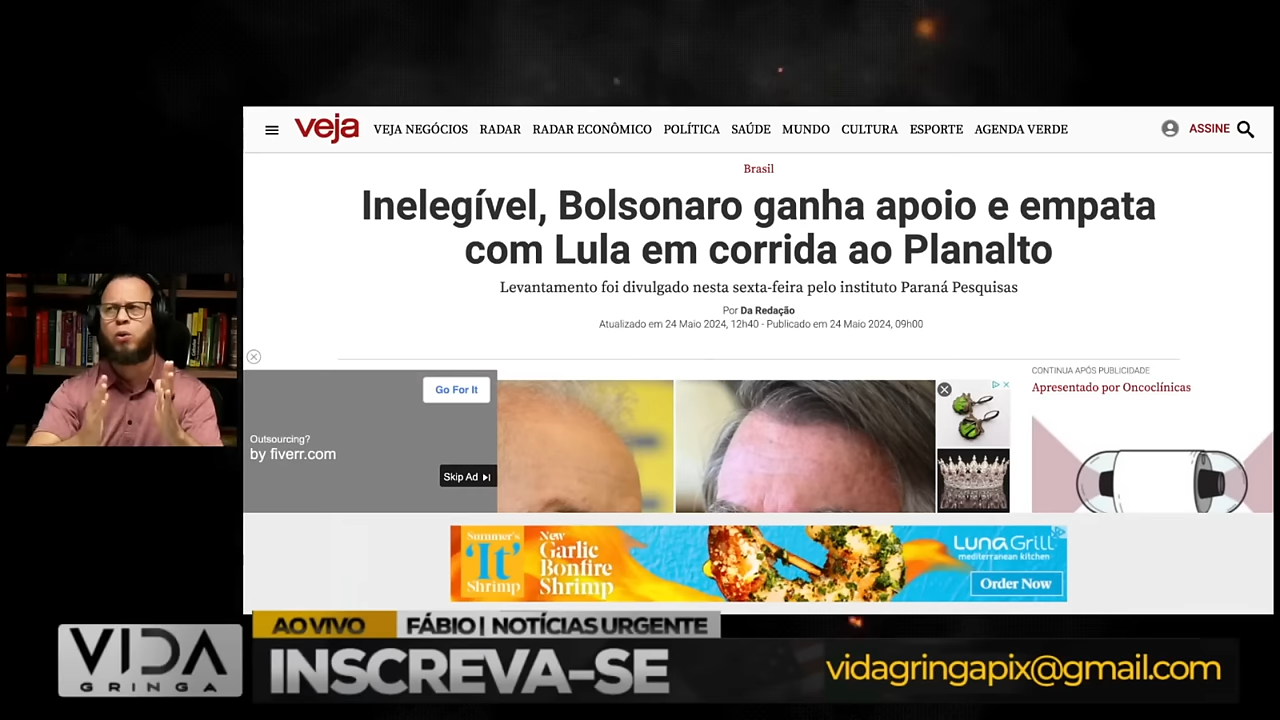 veja
VEJA NEGÓCIOS RADAR RADAR ECONÔMICO POLÍTICA SAÚDE MUNDO CULTURA ESPORTE AGENDA VERDE
ASSINE
Brasil
Inelegível, Bolsonaro ganha apoio e empata
com Lula em corrida ao Planalto
Levantamento foi divulgado nesta sexta-feira pelo instituto Paraná Pesquisas
Por Da Redação
Atualizado em 24 Maio 2024, 12h40 - Publicado em 24 Maio 2024, 09h00
CONTINUA APÓS PUBLICIDADE
Apresentado por Oncoclínicas
Go For It
Outsourcing?
by fiverr.com
Skip Ad
Summer's
'It'
Shrimp
New
Garlic
Bonfire
Shrimp
LUNAGRILL
mediterranean kitchen
Order Now
AO VIVO
FÁBIO | NOTÍCIAS URGENTE
VIDA
GRINGA
INSCREVA-SE
vidagringapix@gmail.com